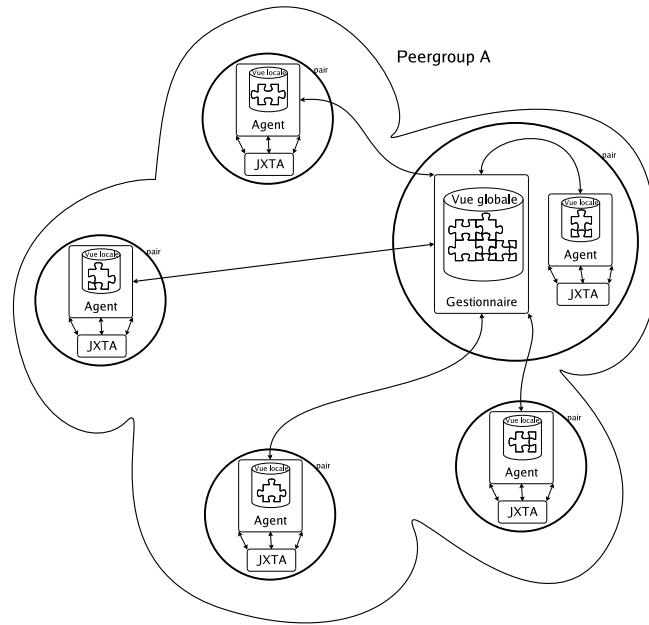 Peergroup A
Vue locale
pair
Agent
JXTA
pair
Vue globale
Gestionnaire
Vue locale
Agent
JXTA
pair
Vue locale
Agent
JXTA
pair
Vue locale
Agent
JXTA
pair
Vue locale
Agent
JXTA